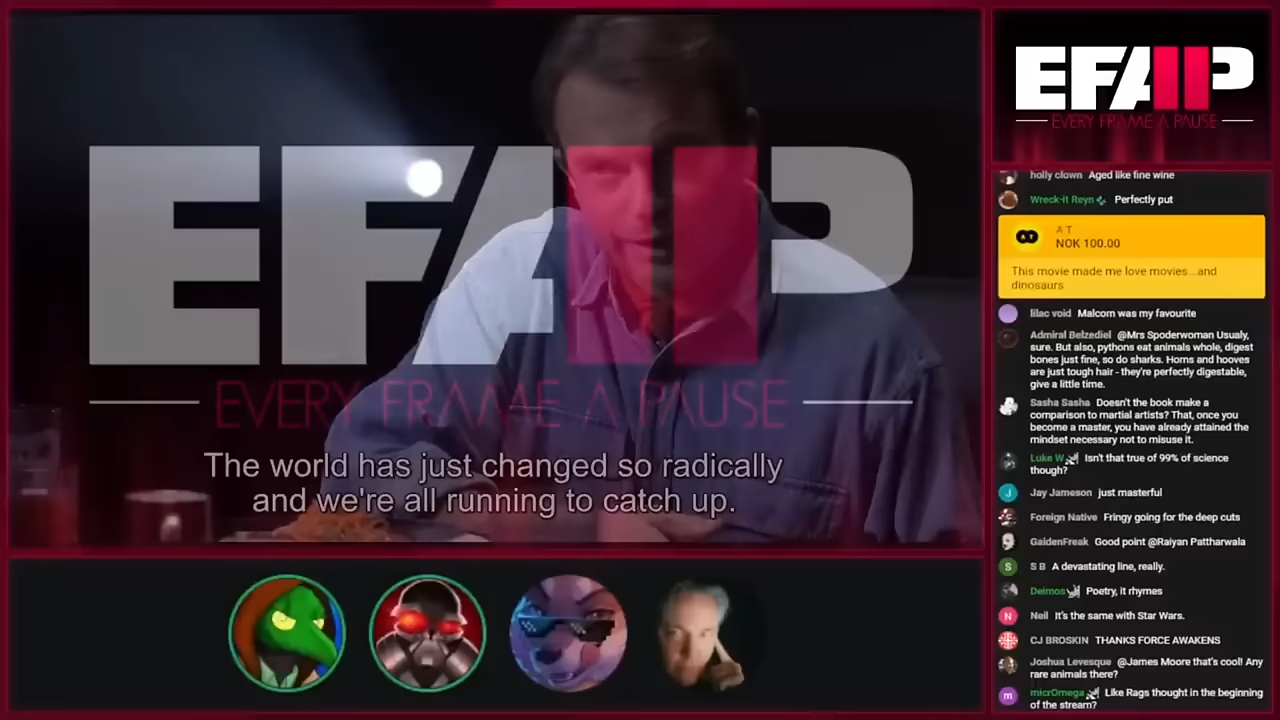 EFAP
EVERY FRAME A PAUSE
The world has just changed so radically
and we're all running to catch up.
EFAP
EVERY FRAME A PAUSE
holly clown Aged like fine wine
Wreck-it Reyn Perfectly put
A T
NOK 100.00
This movie made me love movies...and
dinosaurs
lilac void Malcom was my favourite
Admiral Belzediel @Mrs Spoderwoman Usualy,
sure. But also, pythons eat animals whole, digest
bones just fine, so do sharks. Horns and hooves
are just tough hair - they're perfectly digestable,
give a little time.
Sasha Sasha Doesn't the book make a
comparison to martial artists? That, once you
become a master, you have already attained the
mindset necessary not to misuse it.
Luke W Isn't that true of 99% of science
though?
J Jay Jameson just masterful
Foreign Native Fringy going for the deep cuts
GaidenFreak Good point @Raiyan Pattharwala
S S B A devastating line, really.
Deimos Poetry, it rhymes
N Neil It's the same with Star Wars.
CJ BROSKIN THANKS FORCE AWAKENS
Joshua Levesque @James Moore that's cool! Any
rare animals there?
m micrOmega Like Rags thought in the beginning
of the stream?